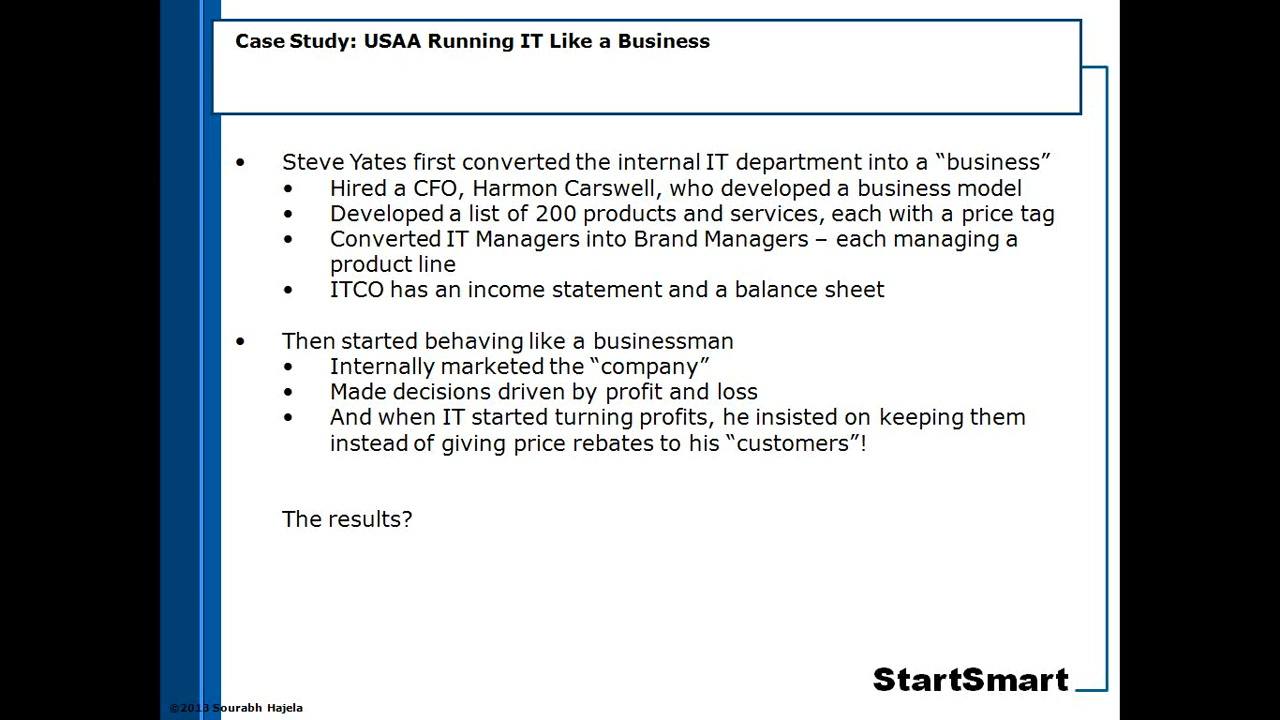 Case Study: USAA Running IT Like a Business
• Steve Yates first converted the internal IT department into a “business”
• Hired a CFO, Harmon Carswell, who developed a business model
• Developed a list of 200 products and services, each with a price tag
• Converted IT Managers into Brand Managers – each managing a
product line
• ITCO has an income statement and a balance sheet
• Then started behaving like a businessman
• Internally marketed the “company”
• Made decisions driven by profit and loss
• And when IT started turning profits, he insisted on keeping them
instead of giving price rebates to his “customers”!
The results?
StartSmart
©2013 Sourabh Hajela